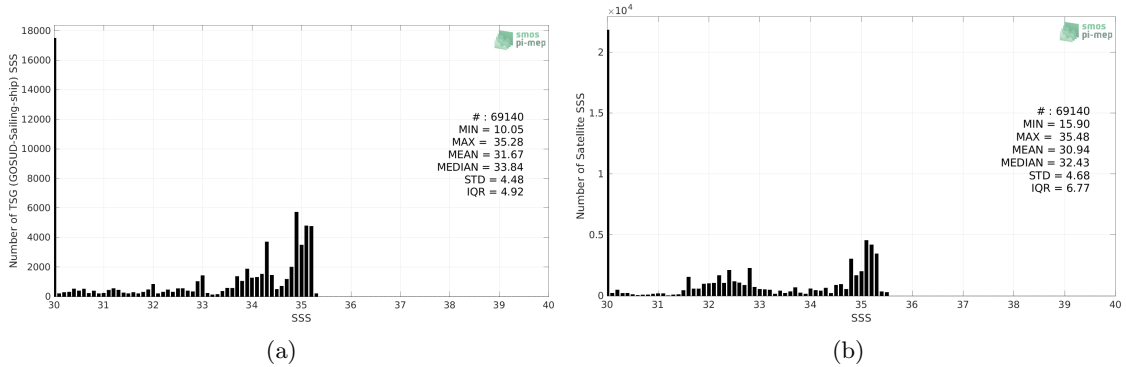 Number of TSG (GOSUD-Sailing-ship) SSS
18000
16000
14000
12000
10000
8000
6000
4000
2000
0
30 31 32 33 34 35 36 37 38 39 40
SSS
smos
pi-mep
# : 69140
MIN = 10.05
MAX = 35.28
MEAN = 31.67
MEDIAN = 33.84
STD = 4.48
IQR = 4.92
(a)
×10⁴
Number of Satellite SSS
2
1.5
1
0.5
0
30 31 32 33 34 35 36 37 38 39 40
SSS
smos
pi-mep
# : 69140
MIN = 15.90
MAX = 35.48
MEAN = 30.94
MEDIAN = 32.43
STD = 4.68
IQR = 6.77
(b)